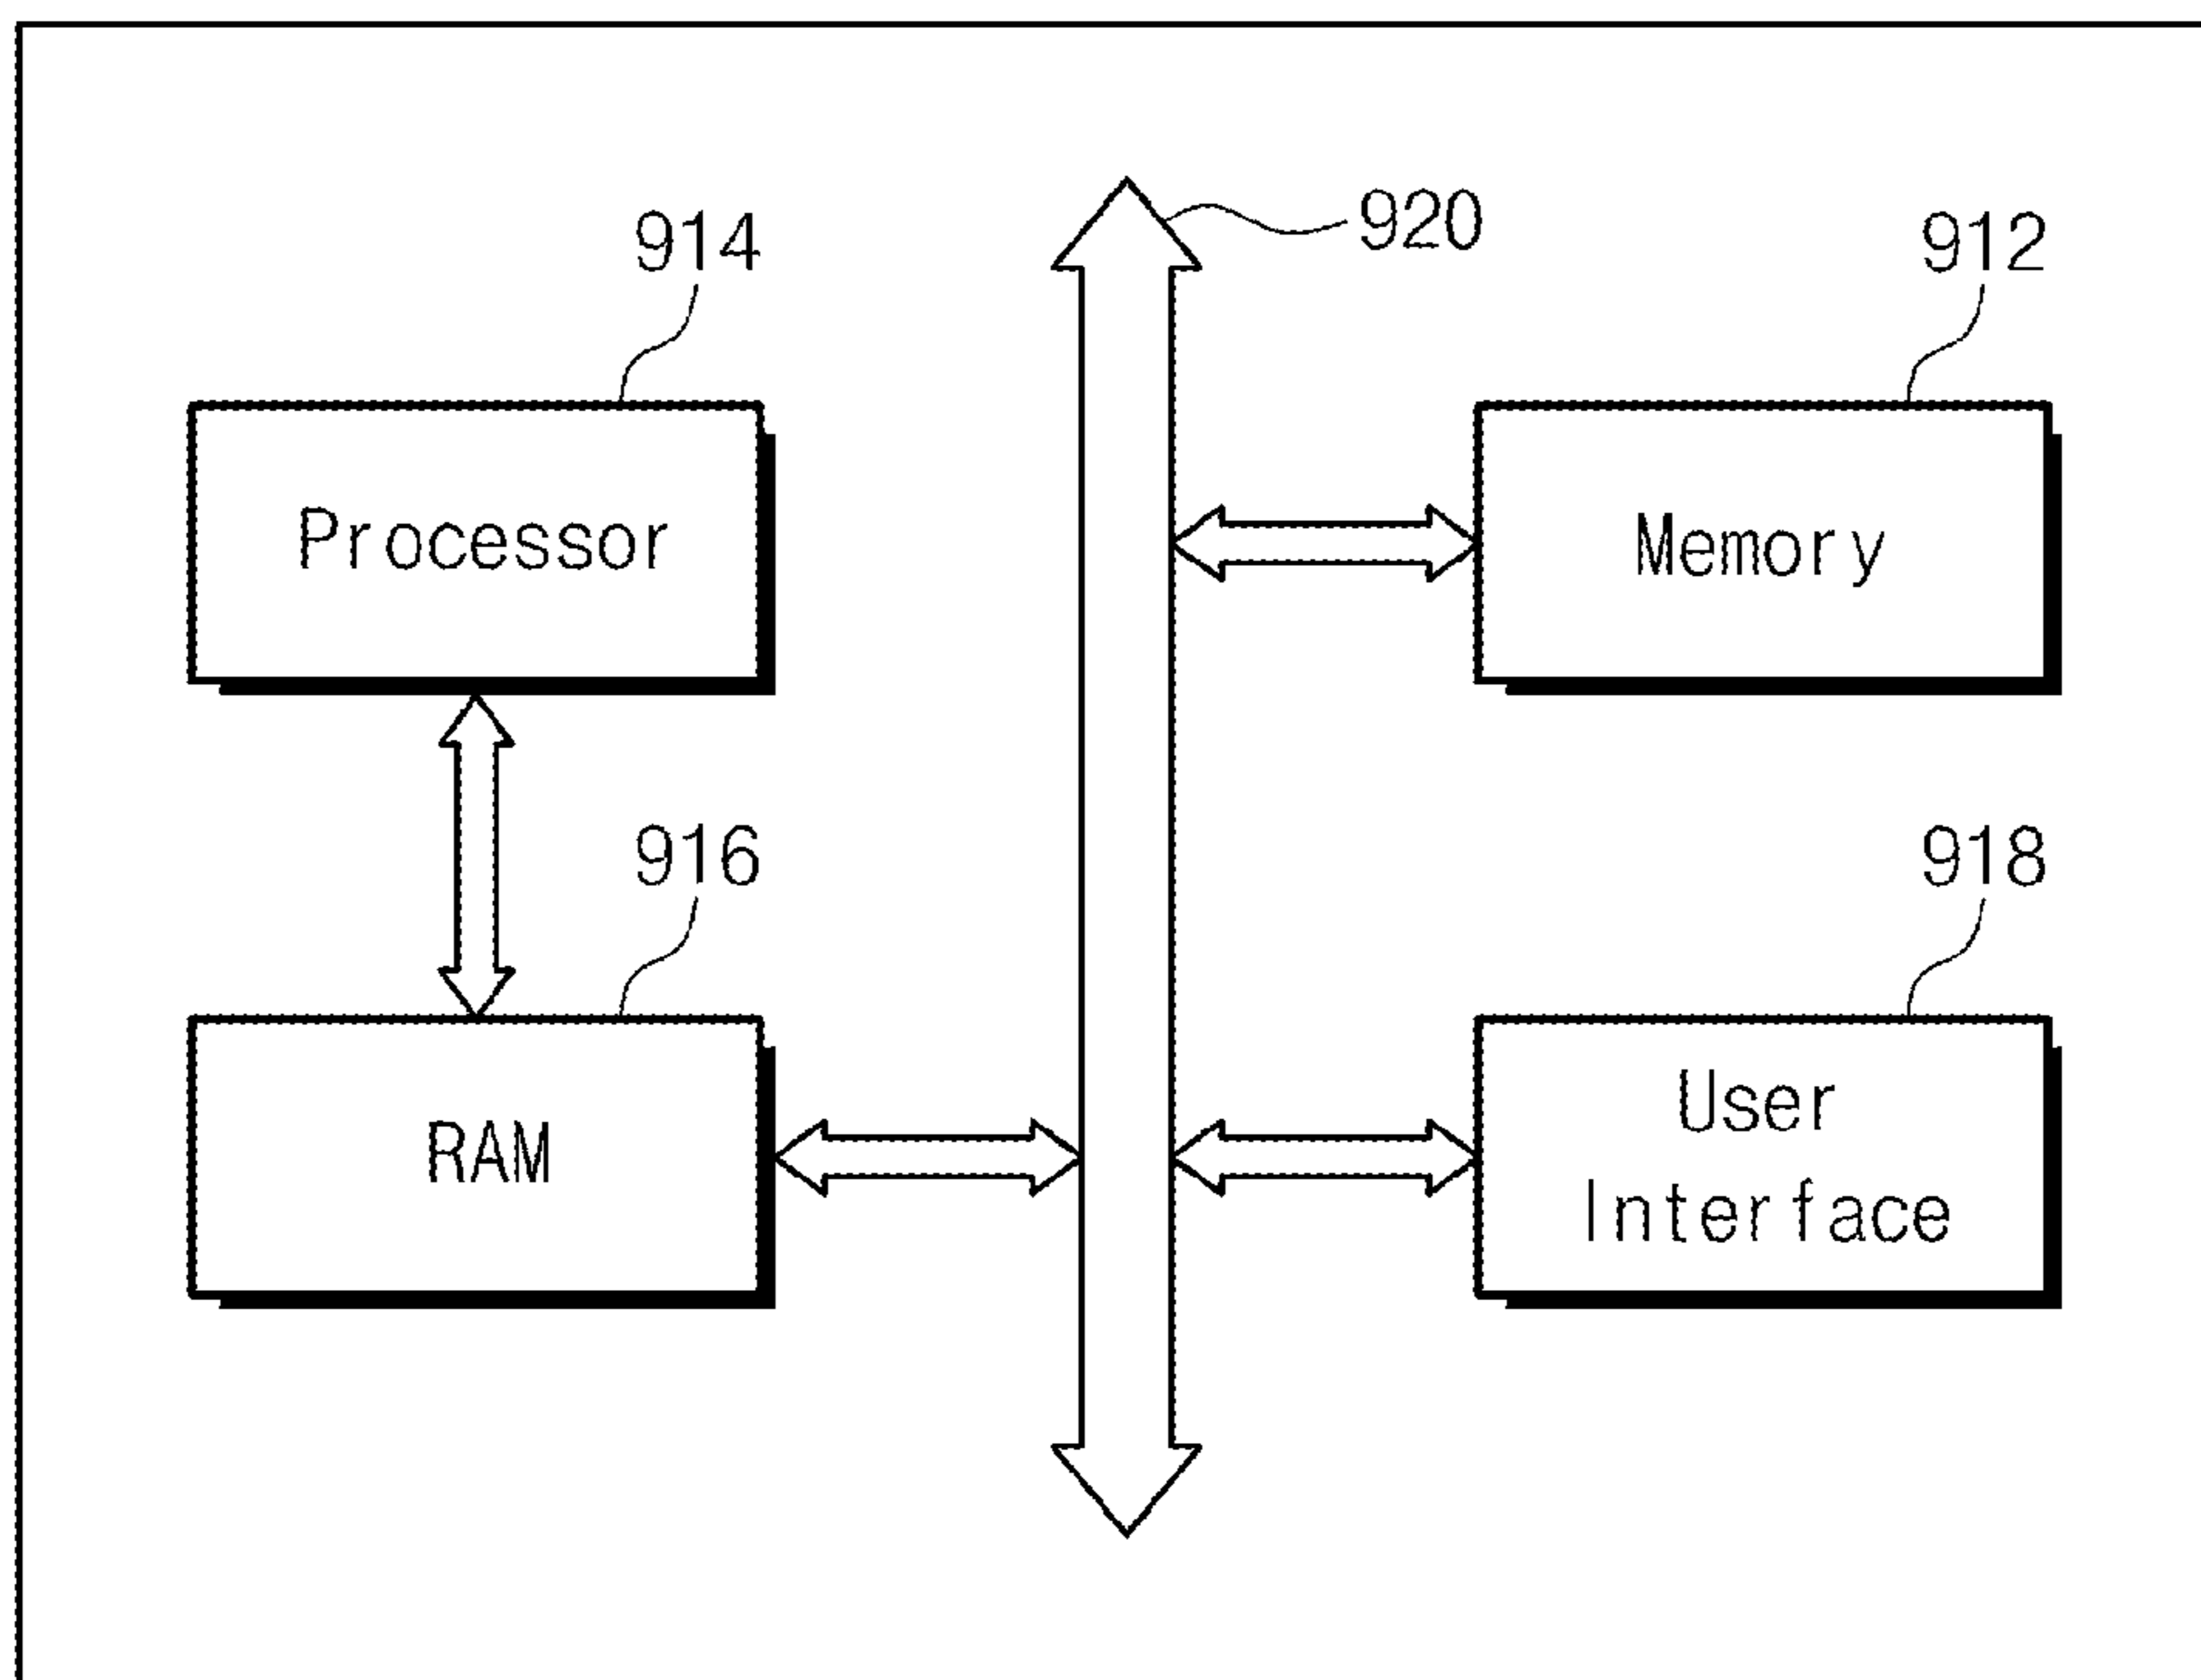 920
914
912
Processor
Memory
916
918
RAM
User
Interface